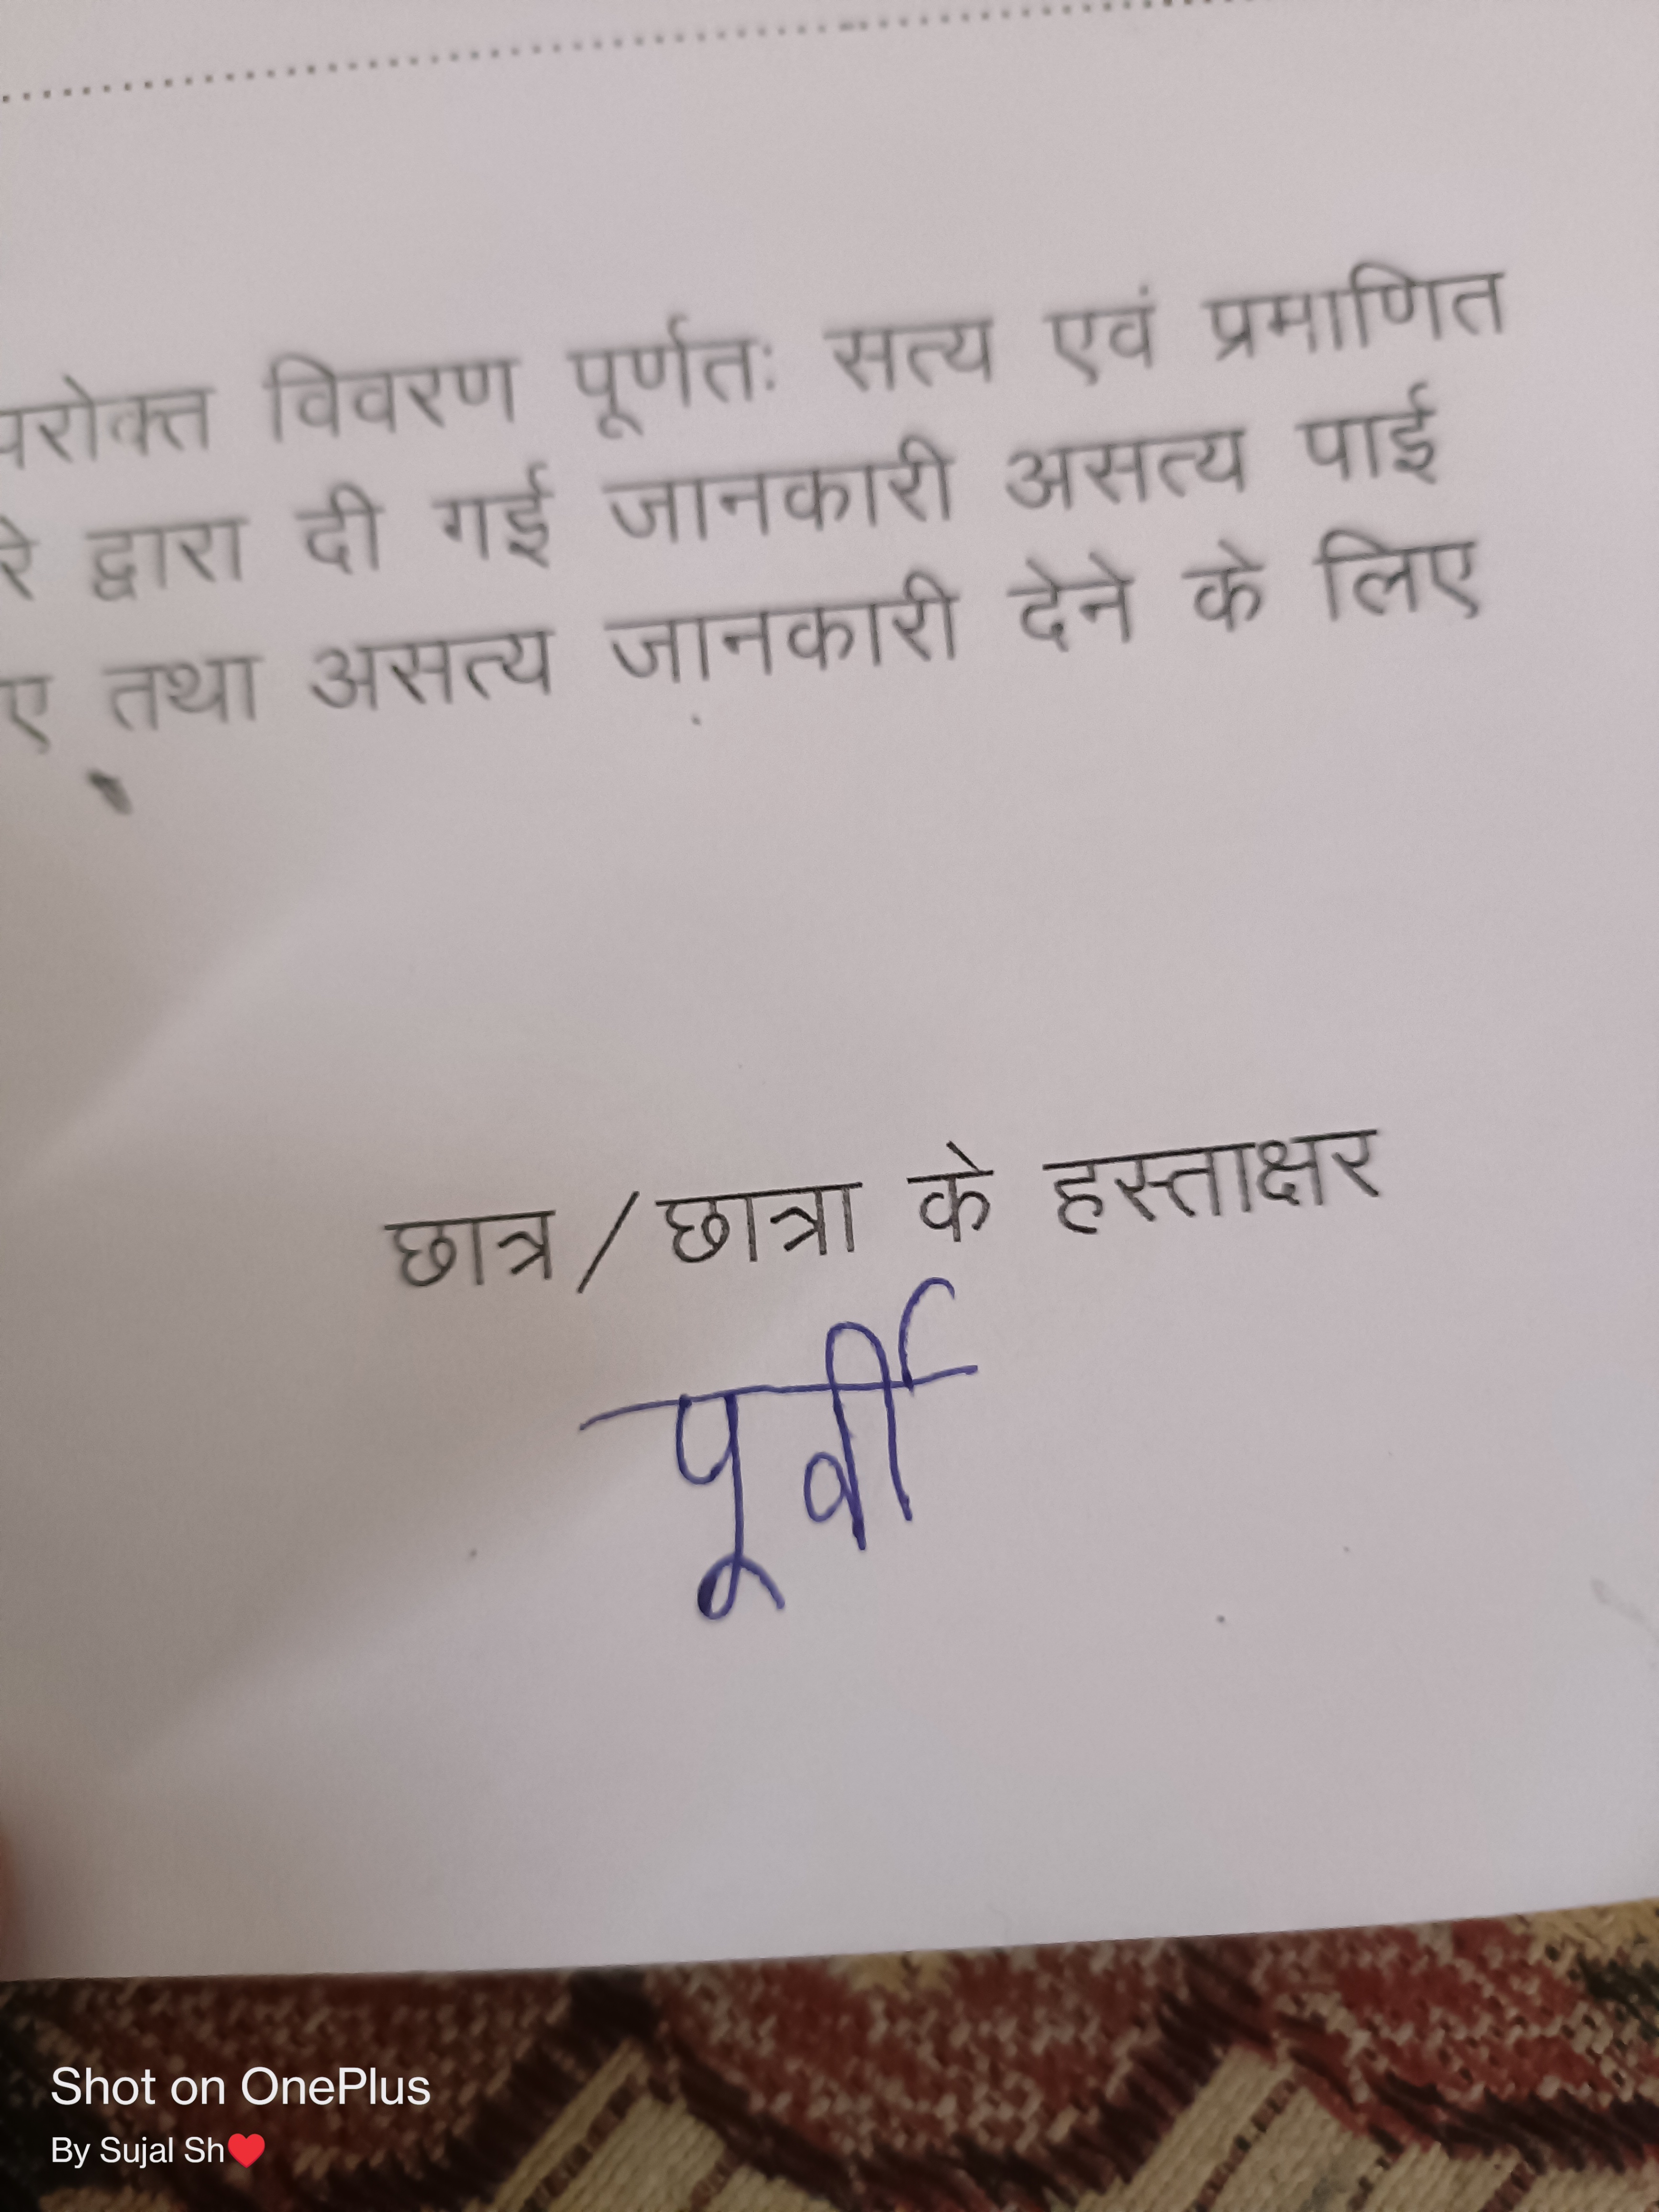 परोक्त विवरण पूर्णतः सत्य एवं प्रमाणित
रे द्वारा दी गई जानकारी असत्य पाई
ए तथा असत्य जानकारी देने के लिए
छात्र/छात्रा के हस्ताक्षर
पूर्वी
Shot on OnePlus
By Sujal Sh❤️